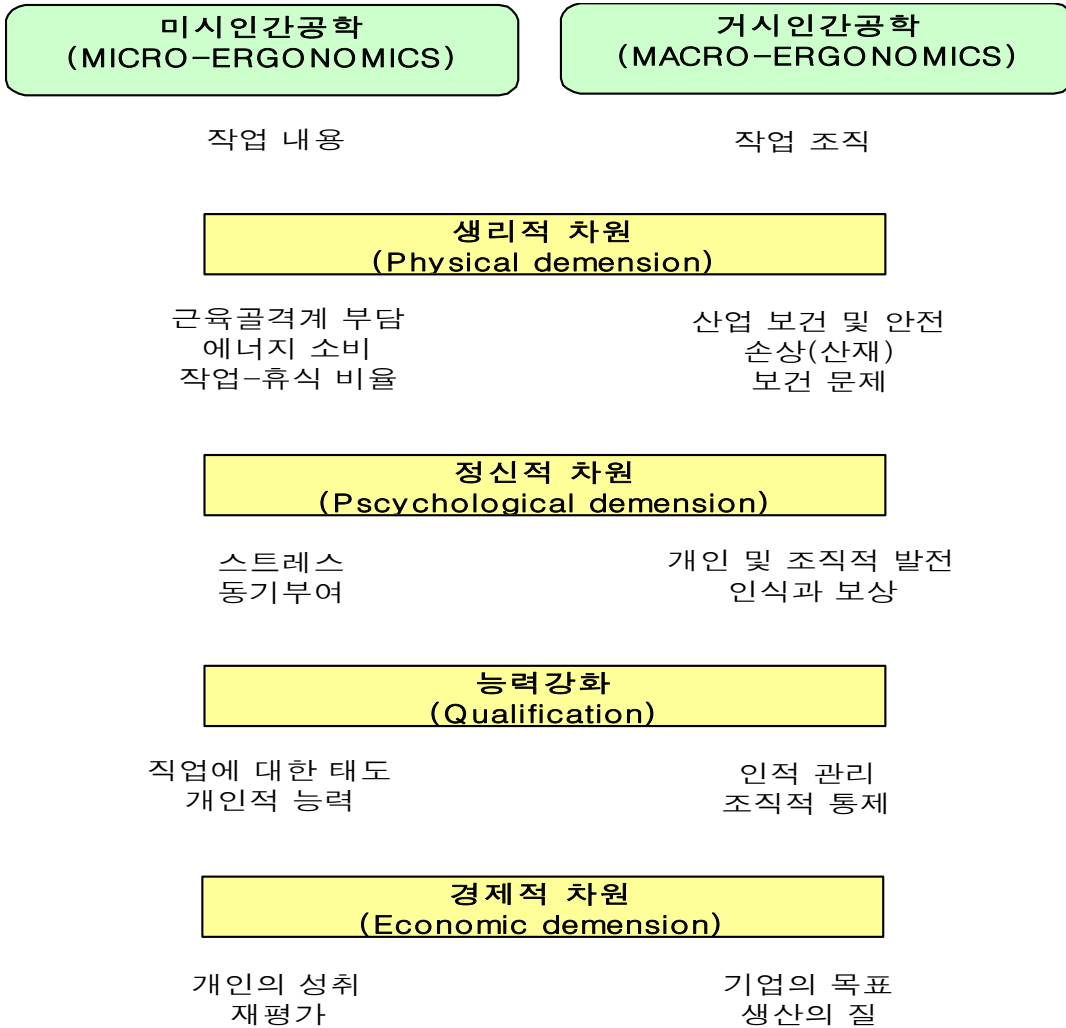 미시인간공학
(MICRO-ERGONOMICS)
거시인간공학
(MACRO-ERGONOMICS)
작업 내용
작업 조직
생리적 차원
(Physical demension)
근육골격계 부담
에너지 소비
작업-휴식 비율
산업 보건 및 안전
손상(산재)
보건 문제
정신적 차원
(Pscychological demension)
스트레스
동기부여
개인 및 조직적 발전
인식과 보상
능력강화
(Qualification)
직업에 대한 태도
개인적 능력
인적 관리
조직적 통제
경제적 차원
(Economic demension)
개인의 성취
재평가
기업의 목표
생산의 질